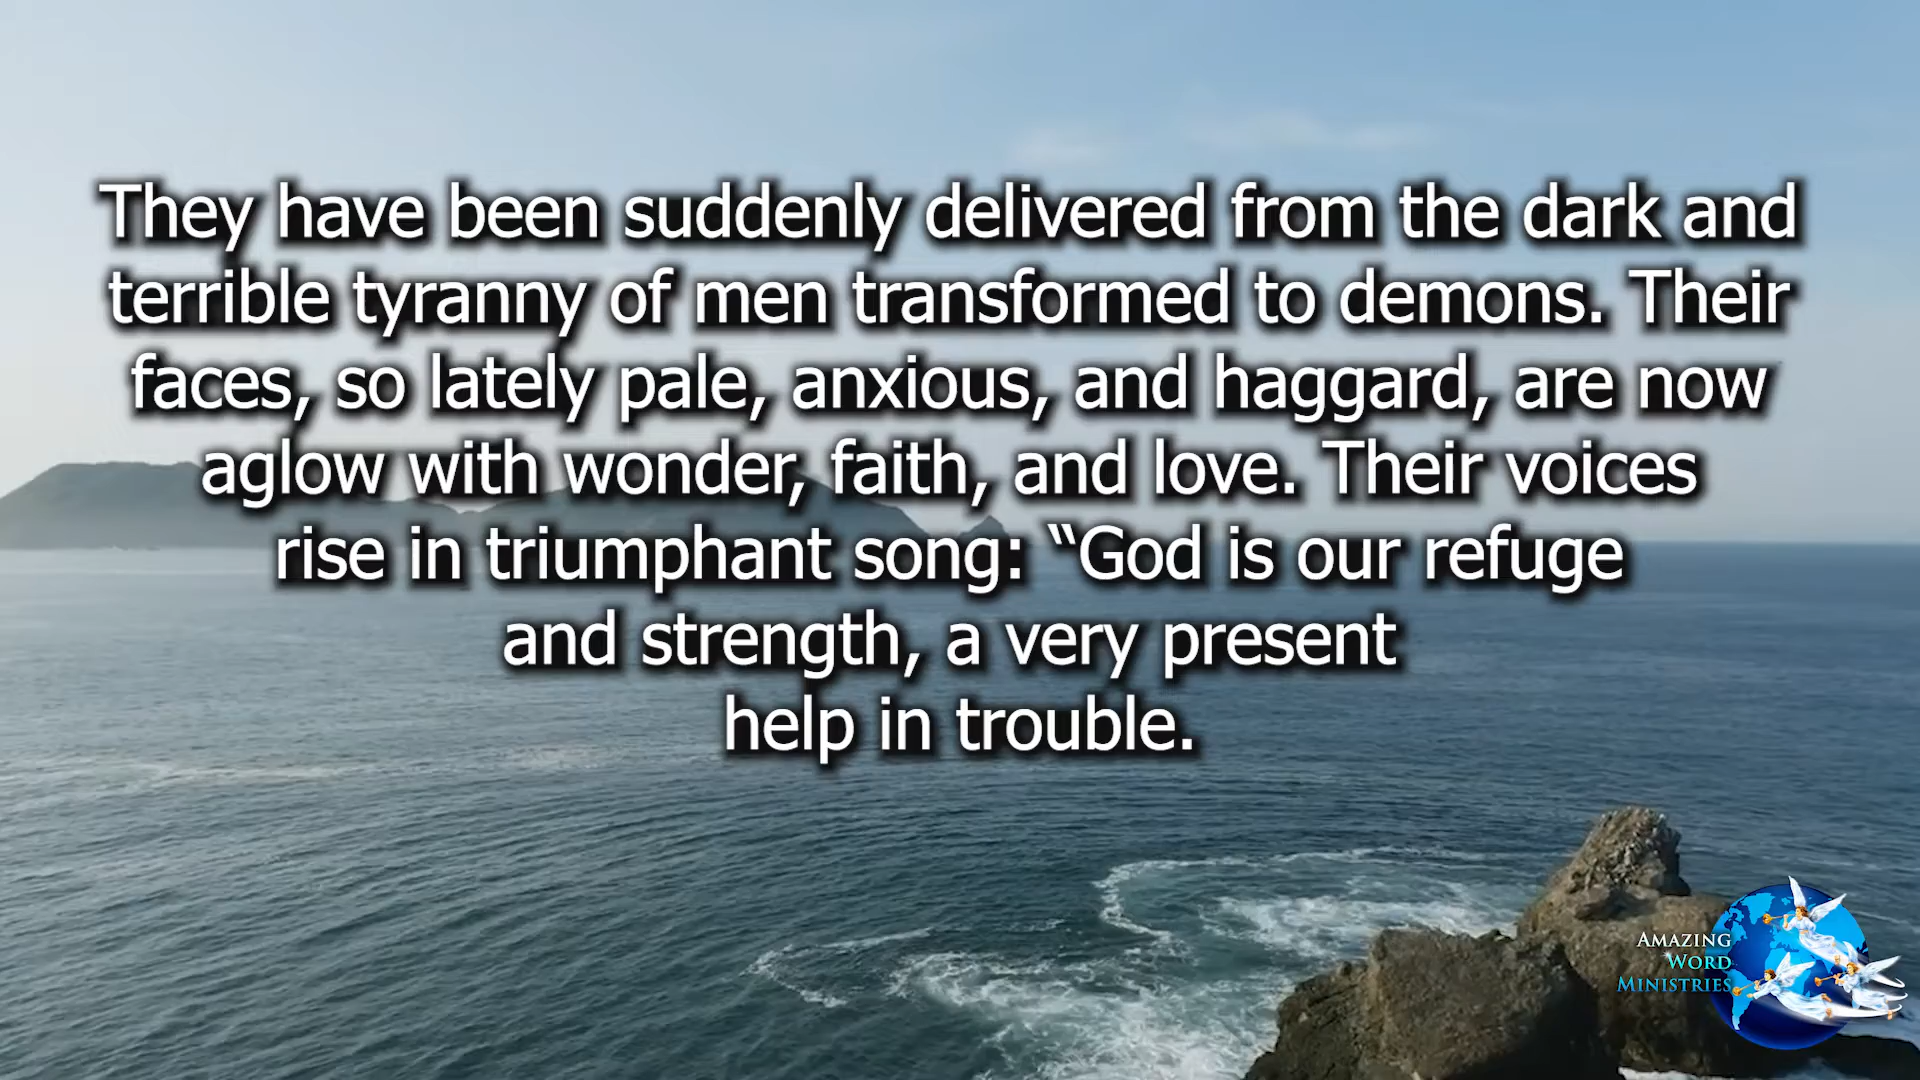 They have been suddenly delivered from the dark and
terrible tyranny of men transformed to demons. Their
faces, so lately pale, anxious, and haggard, are now
aglow with wonder, faith, and love. Their voices
rise in triumphant song: “God is our refuge
and strength, a very present
help in trouble.
AMAZING
WORD
MINISTRIES